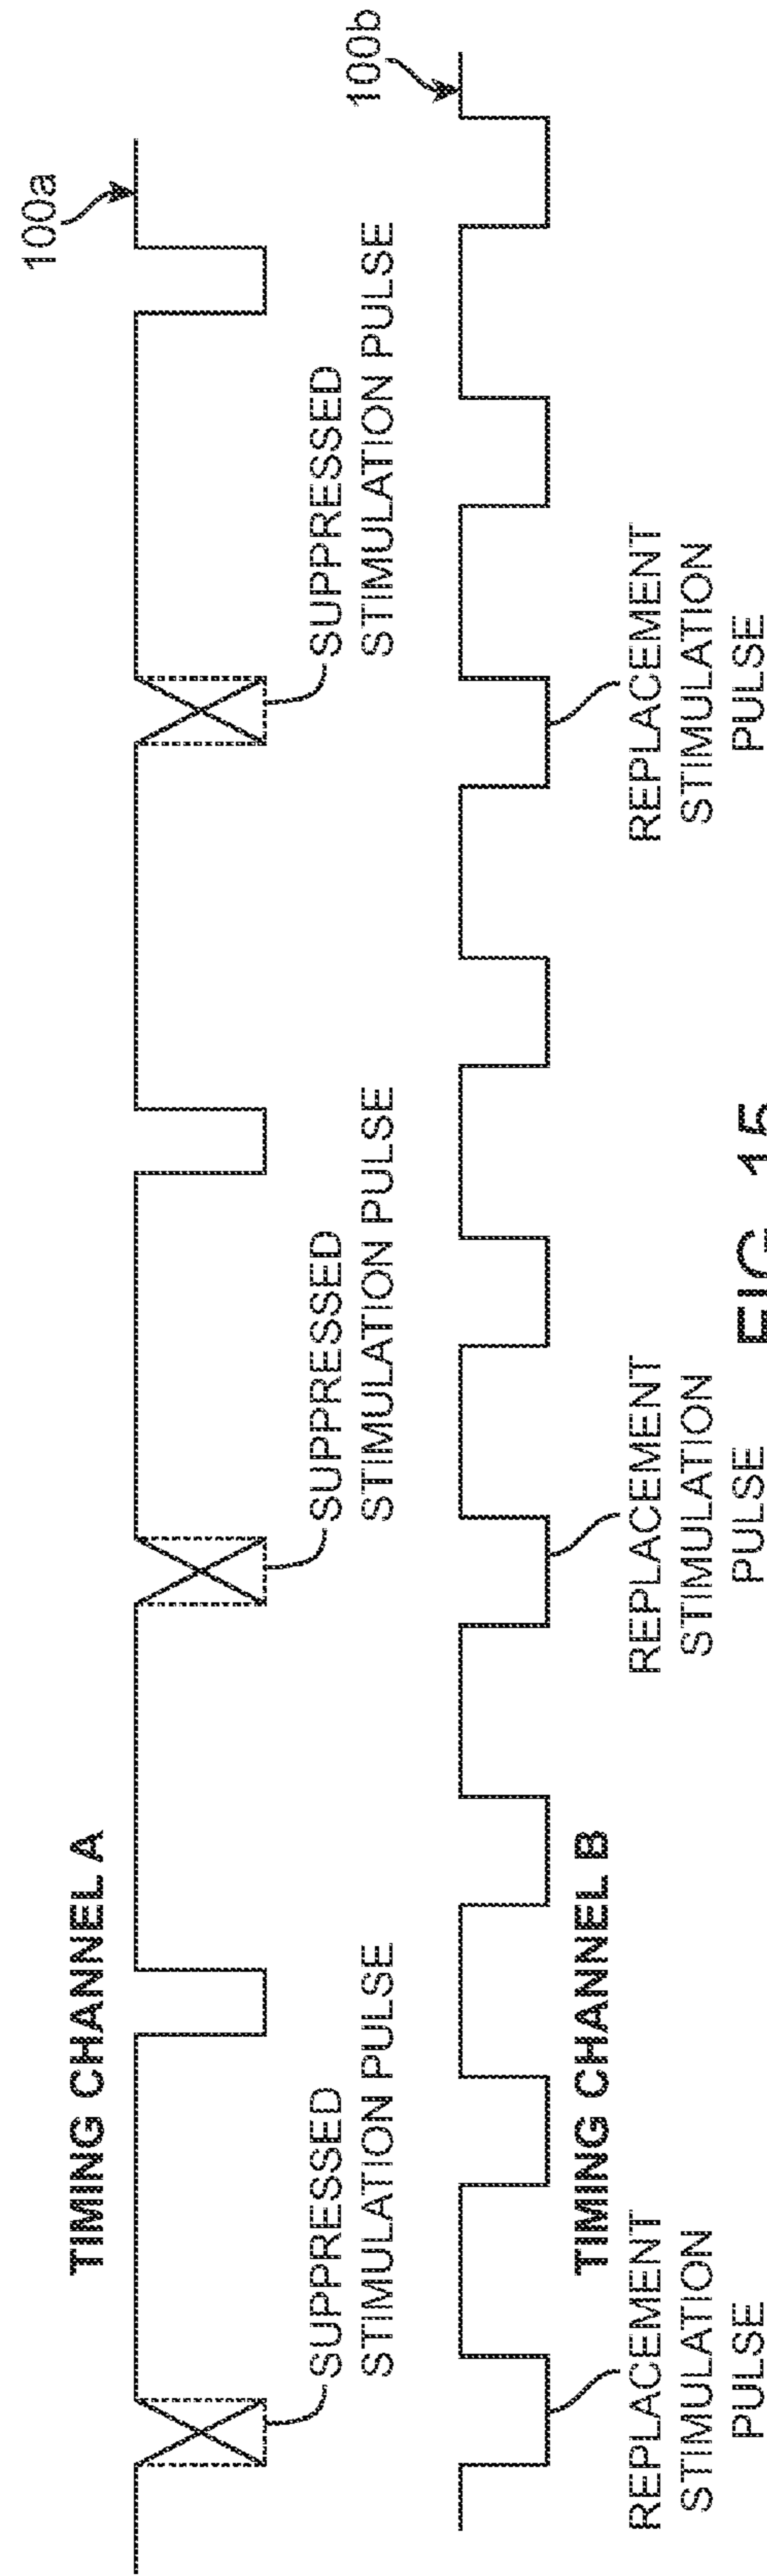 100a
TIMING CHANNEL A
SUPPRESSED
STIMULATION PULSE
SUPPRESSED
STIMULATION PULSE
SUPPRESSED
STIMULATION PULSE
100b
TIMING CHANNEL B
REPLACEMENT
STIMULATION
PULSE
REPLACEMENT
STIMULATION
PULSE
REPLACEMENT
STIMULATION
PULSE
FIG. 15